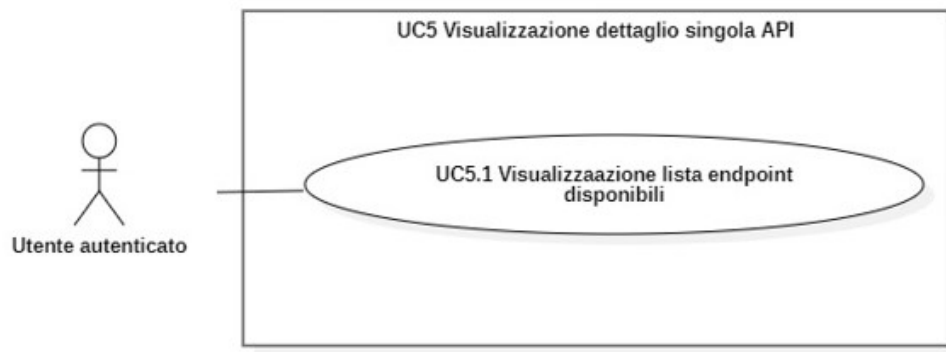 UC5 Visualizzazione dettaglio singola API
UC5.1 Visualizzaazione lista endpoint
disponibili
Utente autenticato